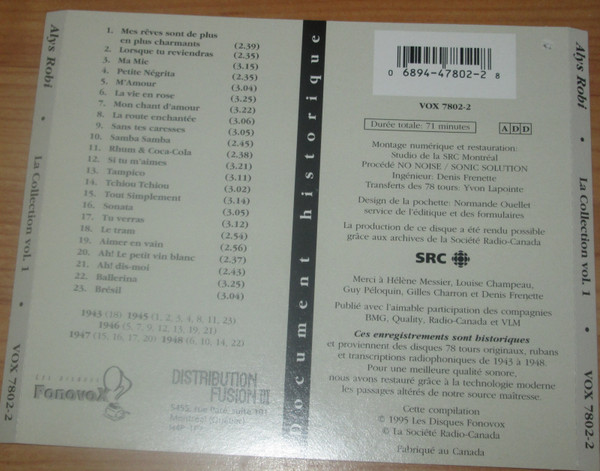 Alys Robi • La Collection vol. 1 • VOX 7802-2
1. Mes rêves sont de plus
en plus charmants (2.39)
2. Lorsque tu reviendras (2.35)
3. Ma Mie (3.15)
4. Petite Négrita (2.35)
5. M'Amour (3.04)
6. La vie en rose (3.25)
7. Mon chant d'amour (3.22)
8. La route enchantée (3.06)
9. Sans tes caresses (3.05)
10. Samba Samba (2.45)
11. Rhum & Coca-Cola (2.38)
12. Si tu m'aimes (3.21)
13. Tampico (3.11)
14. Tchiou Tchiou (3.02)
15. Tout Simplement (3.14)
16. Sonata (3.05)
17. Tu verras (3.12)
18. Le tram (2.54)
19. Aimer en vain (2.56)
20. Ah! Le petit vin blanc (2.37)
21. Ah! dis-moi (2.43)
22. Ballerina (3.25)
23. Brésil (3.04)
1943 (18) 1945 (1, 2, 3, 4, 8, 11, 23)
1946 (5, 7, 9, 12, 13, 19, 21)
1947 (15, 16, 17, 20) 1948 (6, 10, 14, 22)
LES DISQUES
Fonovox
DISTRIBUTION
FUSION III
5455, rue Paré, suite 101
Montréal (Québec)
document historique
0 6894-47802-2 8
VOX 7802-2
Durée totale: 71 minutes
A D D
Montage numérique et restauration:
Studio de la SRC Montréal
Procédé NO NOISE / SONIC SOLUTION
Ingénieur: Denis Frenette
Transferts des 78 tours: Yvon Lapointe
Design de la pochette: Normande Ouellet
service de l'éditique et des formulaires
La production de ce disque a été rendu possible
grâce aux archives de la Société Radio-Canada
SRC
Merci à Hélène Messier, Louise Champeau,
Guy Péloquin, Gilles Charron et Denis Frenette
Publié avec l'aimable participation des compagnies
BMG, Quality, Radio-Canada et VLM
Ces enregistrements sont historiques
et proviennent des disques 78 tours originaux, rubans
et transcriptions radiophoniques de 1943 à 1948.
Pour une meilleure qualité sonore,
nous avons restauré grâce à la technologie moderne
les passages altérés de notre source maîtresse.
Cette compilation
© 1995 Les Disques Fonovox
© La Société Radio-Canada
Fabriqué au Canada
Alys Robi • La Collection vol. 1 • VOX 7802-2